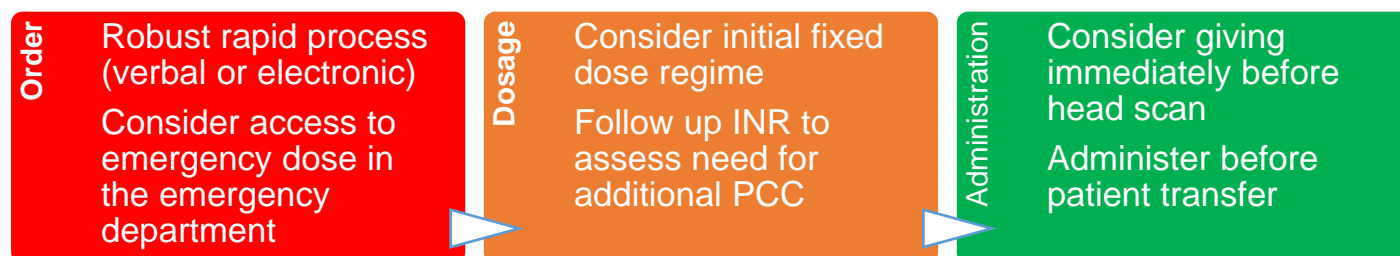 Order
Robust rapid process
(verbal or electronic)
Consider access to
emergency dose in
the emergency
department
Dosage
Consider initial fixed
dose regime
Follow up INR to
assess need for
additional PCC
Administration
Consider giving
immediately before
head scan
Administer before
patient transfer